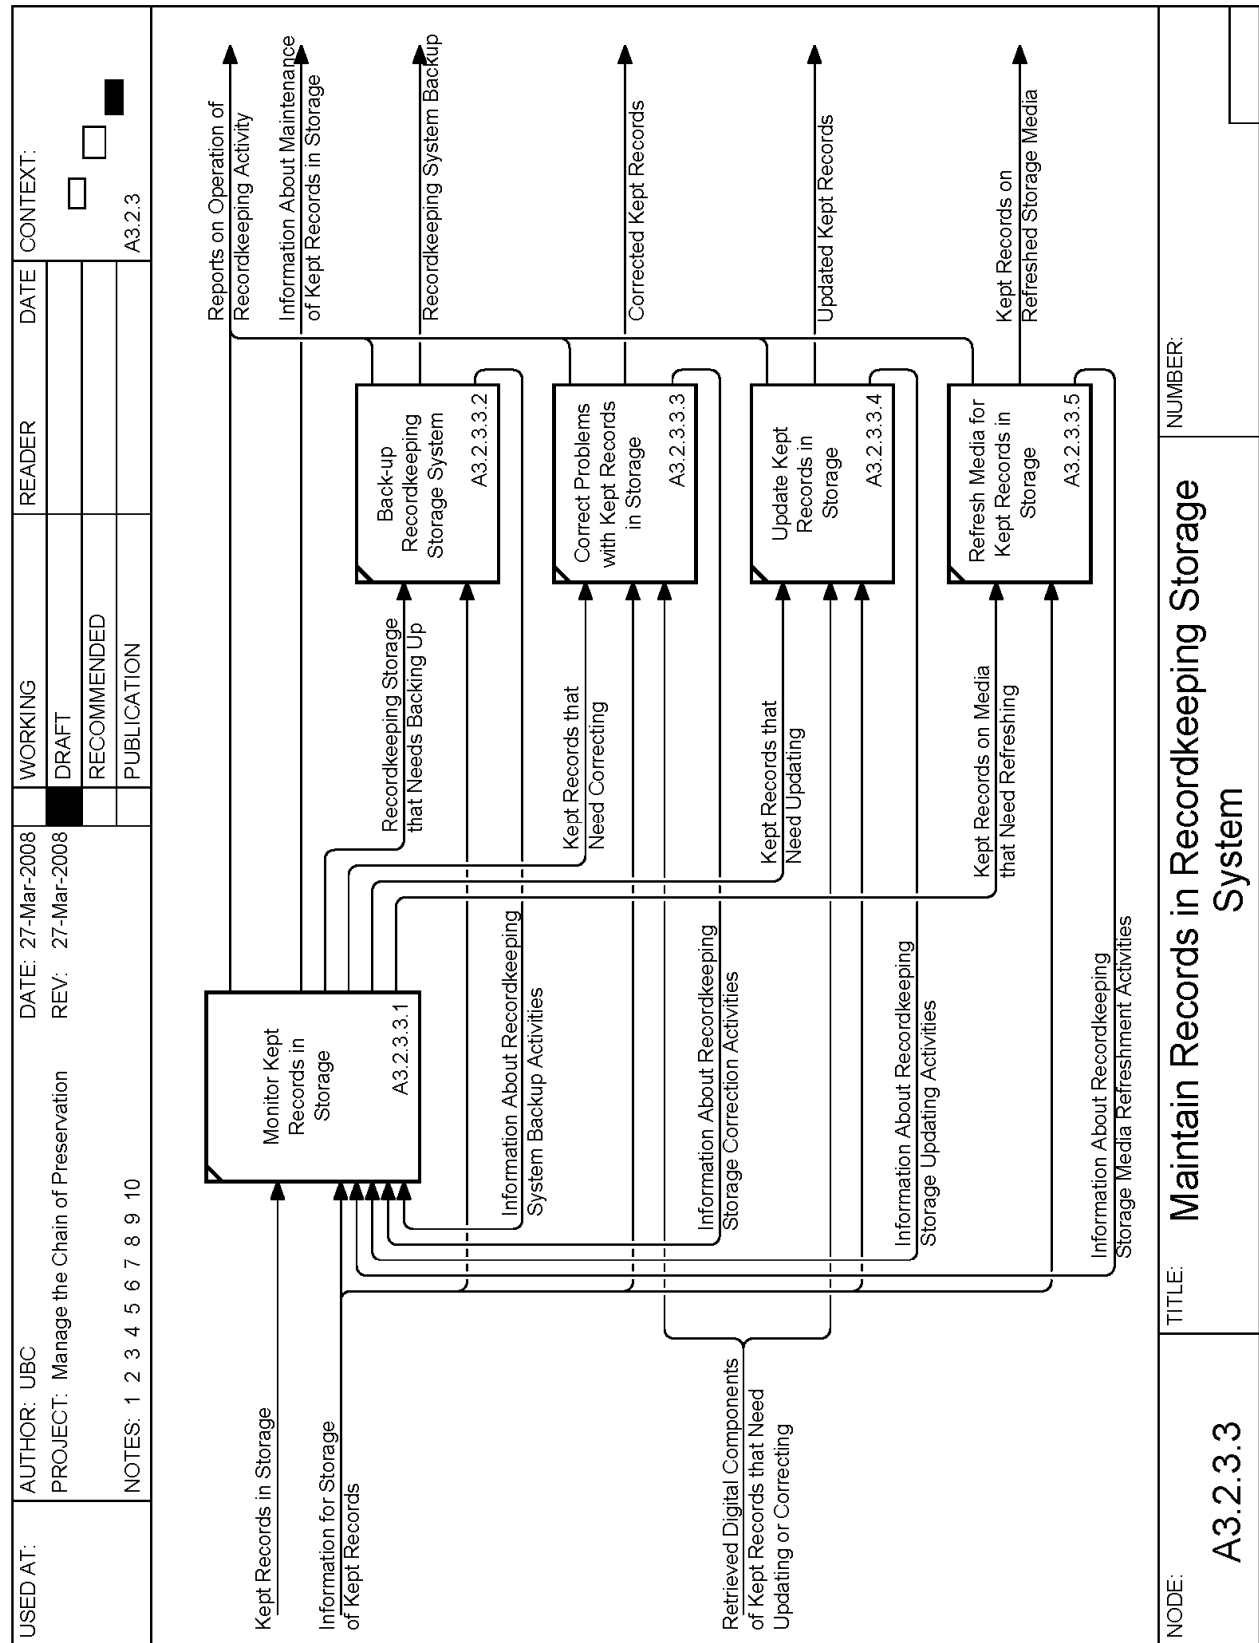 USED AT:
AUTHOR: UBC
PROJECT: Manage the Chain of Preservation
NOTES: 1 2 3 4 5 6 7 8 9 10
DATE: 27-Mar-2008
REV: 27-Mar-2008
WORKING
DRAFT
RECOMMENDED
PUBLICATION
READER
DATE
CONTEXT:
A3.2.3
Kept Records in Storage
Information for Storage
of Kept Records
Retrieved Digital Components
of Kept Records that Need
Updating or Correcting
Monitor Kept
Records in
Storage
A3.2.3.3.1
Information About Recordkeeping
System Backup Activities
Information About Recordkeeping
Storage Correction Activities
Information About Recordkeeping
Storage Updating Activities
Information About Recordkeeping
Storage Media Refreshment Activities
Recordkeeping Storage
that Needs Backing Up
Kept Records that
Need Correcting
Kept Records that
Need Updating
Kept Records on Media
that Need Refreshing
Back-up
Recordkeeping
Storage System
A3.2.3.3.2
Correct Problems
with Kept Records
in Storage
A3.2.3.3.3
Update Kept
Records in
Storage
A3.2.3.3.4
Refresh Media for
Kept Records in
Storage
A3.2.3.3.5
Reports on Operation of
Recordkeeping Activity
Information About Maintenance
of Kept Records in Storage
Recordkeeping System Backup
Corrected Kept Records
Updated Kept Records
Kept Records on
Refreshed Storage Media
NODE:
A3.2.3.3
TITLE:
Maintain Records in Recordkeeping Storage
System
NUMBER: